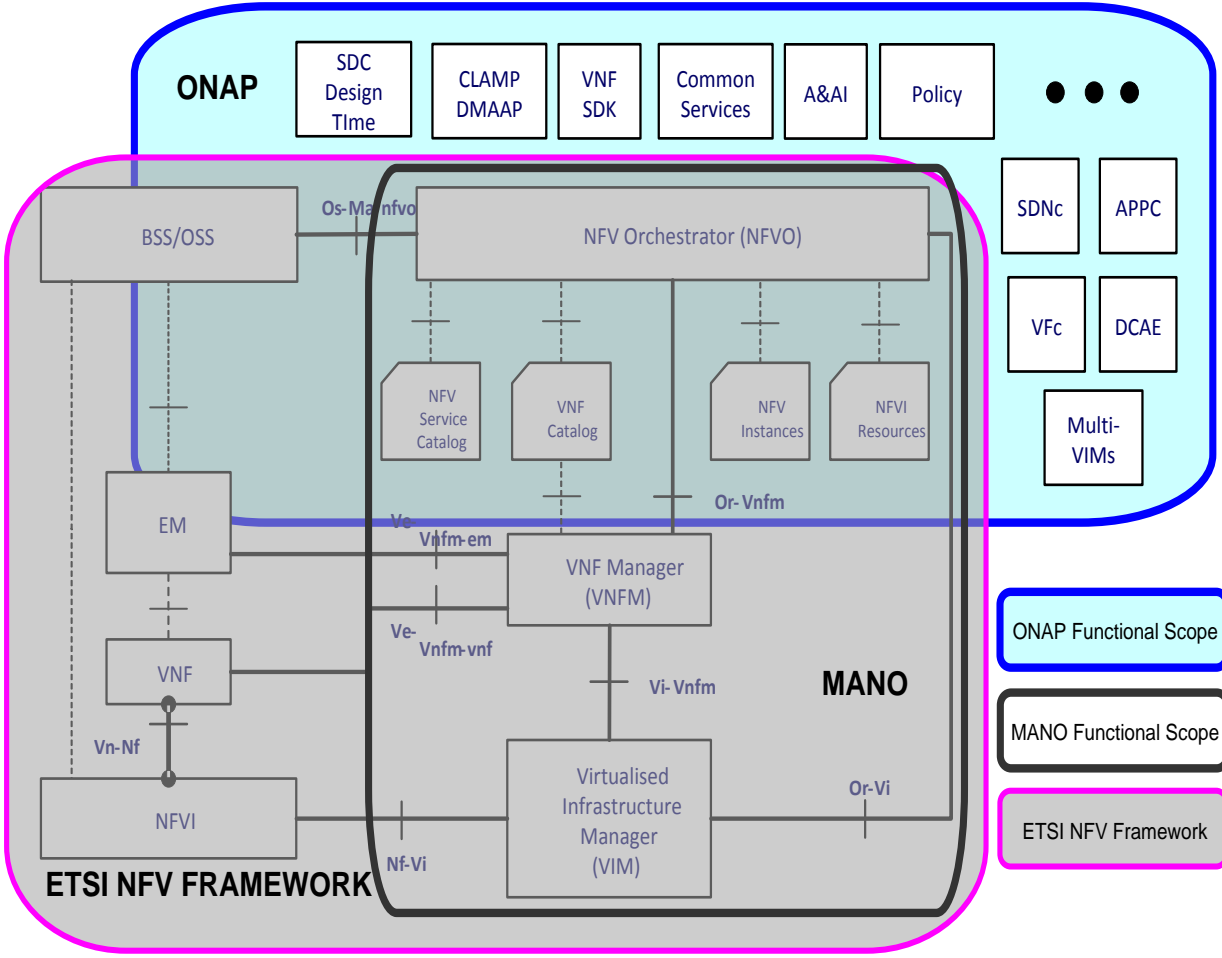 ONAP
SDC
Design
TIme
CLAMP
DMAAP
VNF
SDK
Common
Services
A&AI
Policy
SDNc
APPC
VFc
DCAE
Multi-
VIMs
BSS/OSS
Os-Ma-nfvo
NFV Orchestrator (NFVO)
NFV
Service
Catalog
VNF
Catalog
NFV
Instances
NFVI
Resources
Or-Vnfm
EM
Ve-
Vnfm-em
VNF Manager
(VNFM)
Ve-
Vnfm-vnf
VNF
Vi-Vnfm
MANO
Vn-Nf
NFVI
Nf-Vi
Virtualised
Infrastructure
Manager
(VIM)
Or-Vi
ETSI NFV FRAMEWORK
ONAP Functional Scope
MANO Functional Scope
ETSI NFV Framework